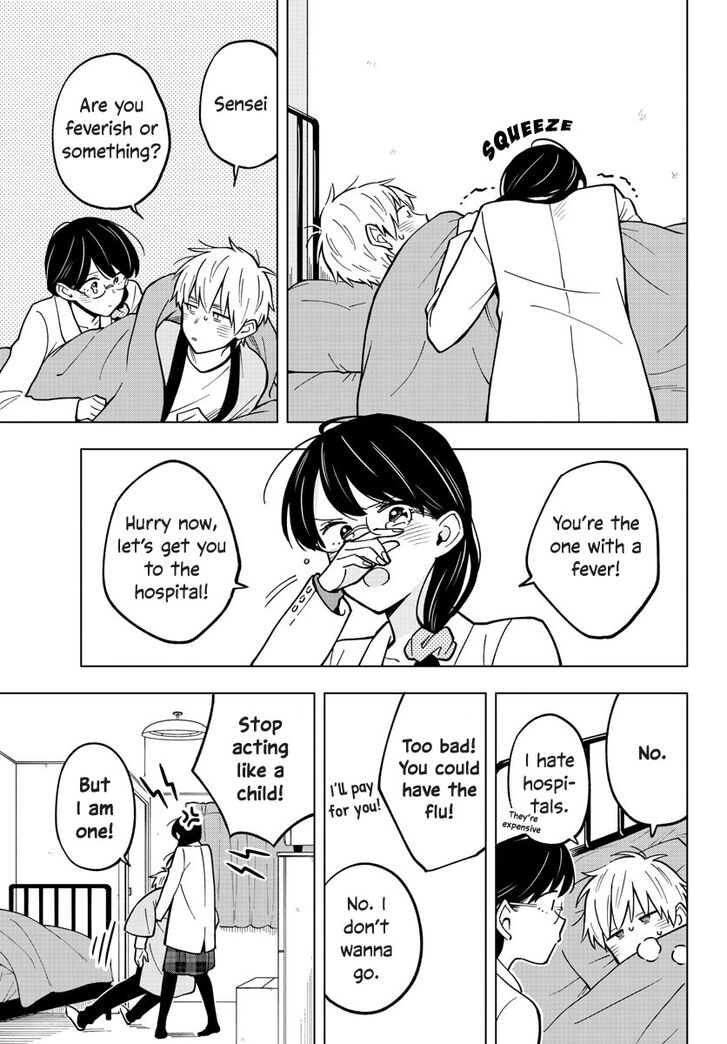 SQUEEZE
Sensei
Are you
feverish or
something?
You're the
one with a
fever!
Hurry now,
let's get you
to the
hospital!
No.
I hate
hospi-
tals.
They're
expensive
Too bad!
You could
have the
flu!
I'll pay
for you!
No. I
don't
wanna
go.
Stop
acting
like a
child!
But
I am
one!